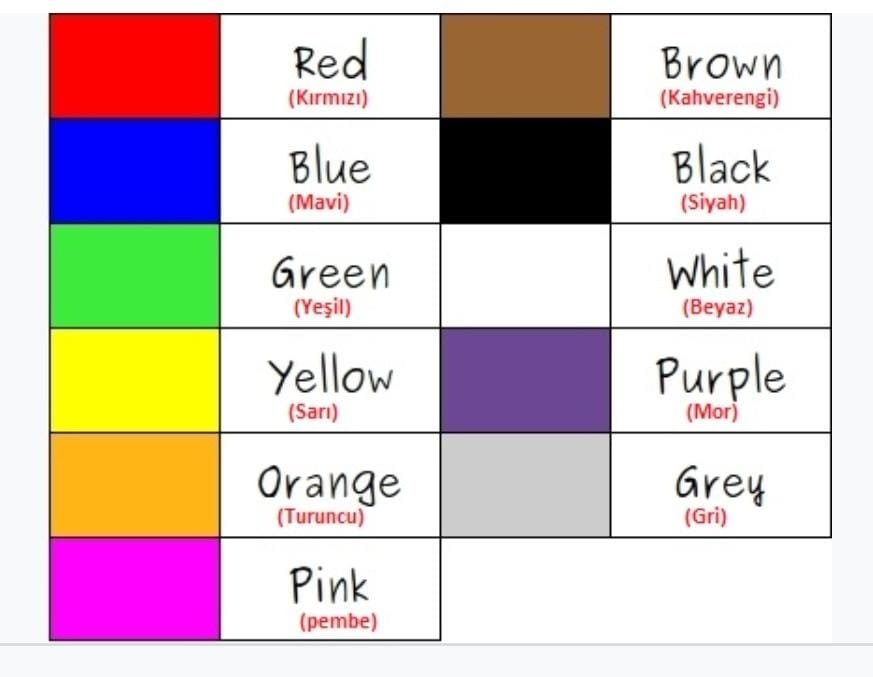 Red
(Kırmızı)
Brown
(Kahverengi)
Blue
(Mavi)
Black
(Siyah)
Green
(Yeşil)
White
(Beyaz)
Yellow
(Sarı)
Purple
(Mor)
Orange
(Turuncu)
Grey
(Gri)
Pink
(pembe)